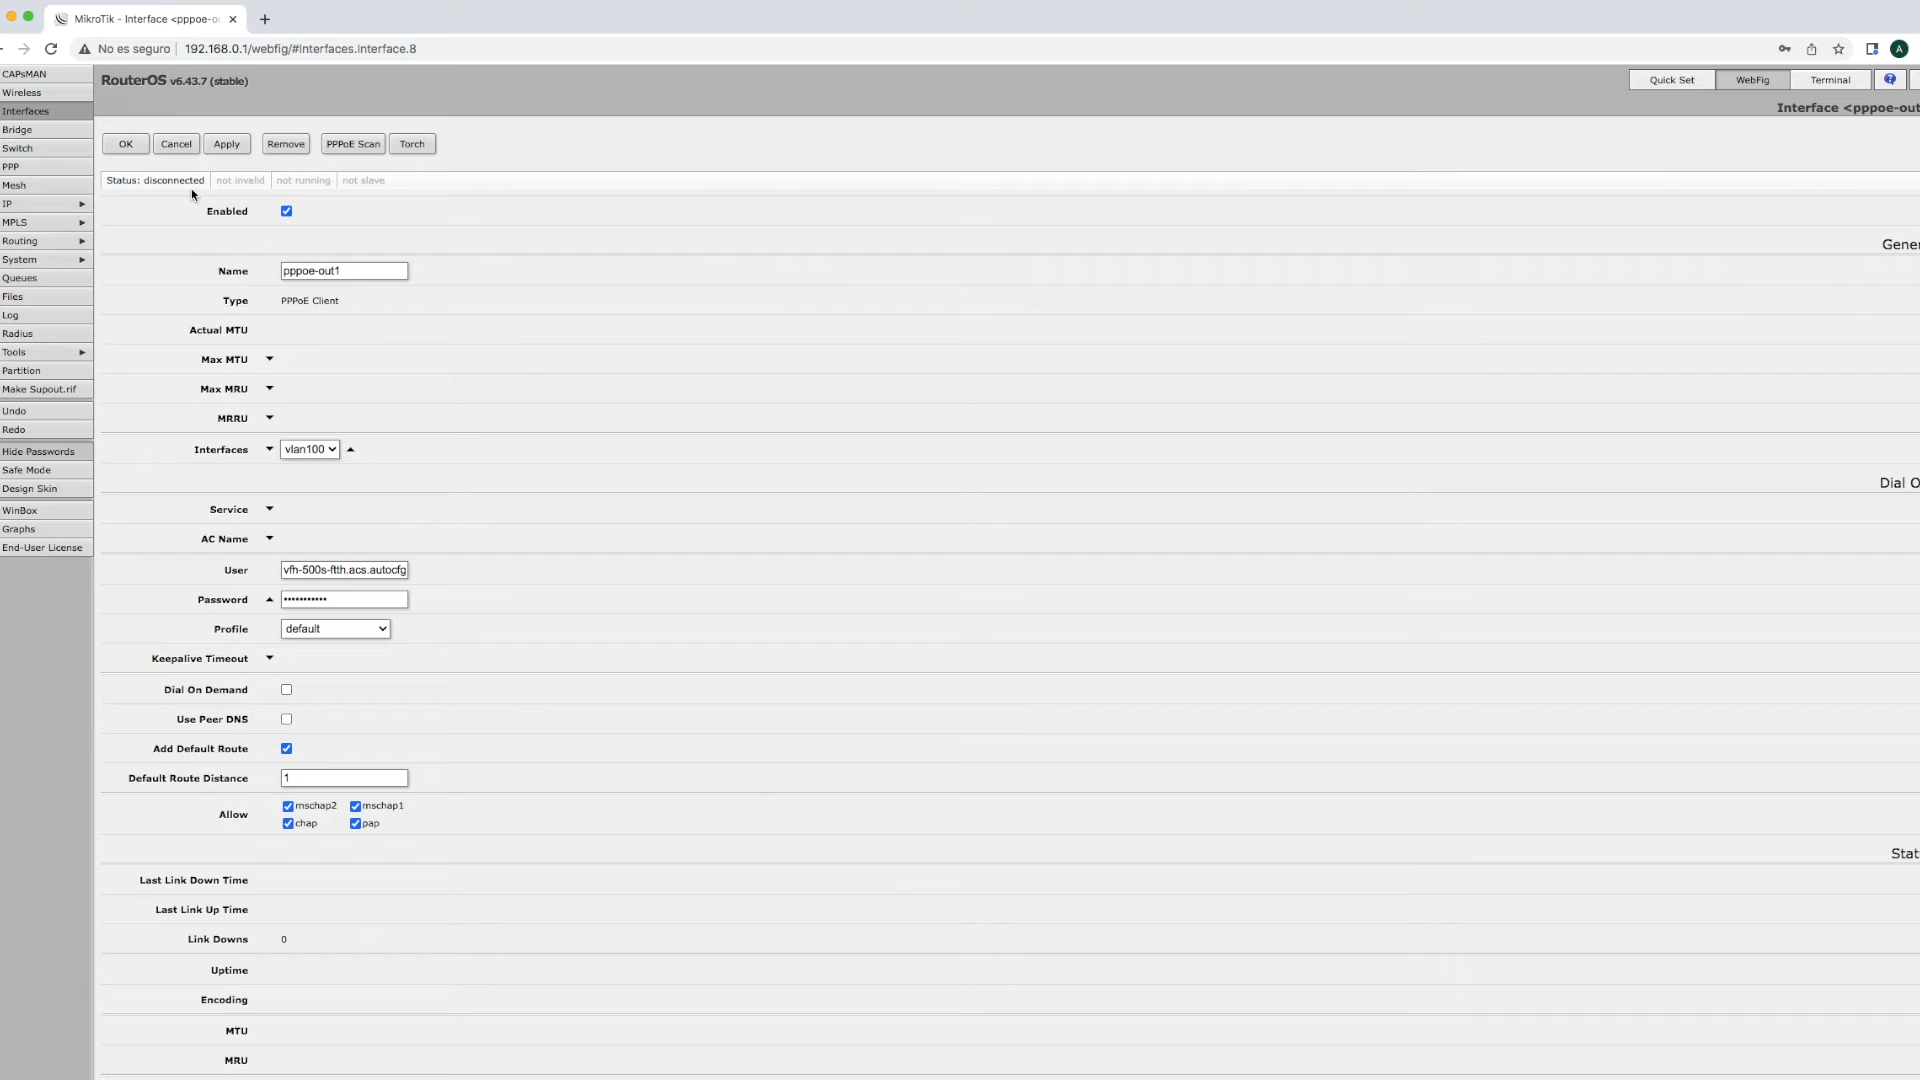 MikroTik - Interface <pppoe-o
No es seguro
192.168.0.1/webfig/#Interfaces.Interface.8
A
CAPsMAN
Wireless
Interfaces
Bridge
Switch
PPP
Mesh
IP
MPLS
Routing
System
Queues
Files
Log
Radius
Tools
Partition
Make Supout.rif
Undo
Redo
Hide Passwords
Safe Mode
Design Skin
WinBox
Graphs
End-User License
RouterOS v6.43.7 (stable)
Quick Set WebFig Terminal ?
Interface <pppoe-out
OK Cancel Apply Remove PPPoE Scan Torch
Status: disconnected not invalid not running not slave
Enabled
Gener
Name pppoe-out1
Type PPPoE Client
Actual MTU
Max MTU
Max MRU
MRRU
Interfaces vlan100
Dial O
Service
AC Name
User vfh-500s-ftth.acs.autocfg
Password •••••••••••
Profile default
Keepalive Timeout
Dial On Demand
Use Peer DNS
Add Default Route
Default Route Distance 1
Allow mschap2 mschap1
chap pap
Stat
Last Link Down Time
Last Link Up Time
Link Downs 0
Uptime
Encoding
MTU
MRU